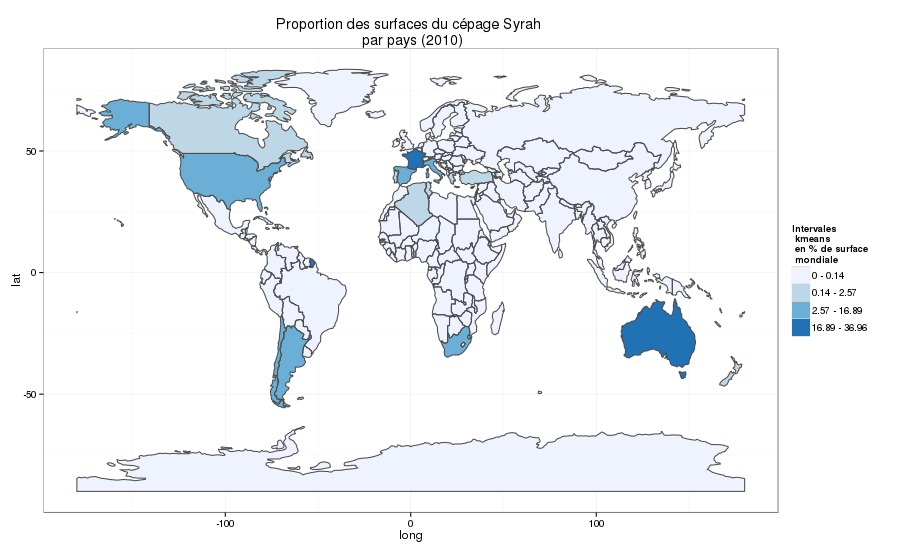 Proportion des surfaces du cépage Syrah
par pays (2010)
50
0
-50
lat
-100
0
100
long
Intervales
kmeans
en % de surface
mondiale
0 - 0.14
0.14 - 2.57
2.57 - 16.89
16.89 - 36.96